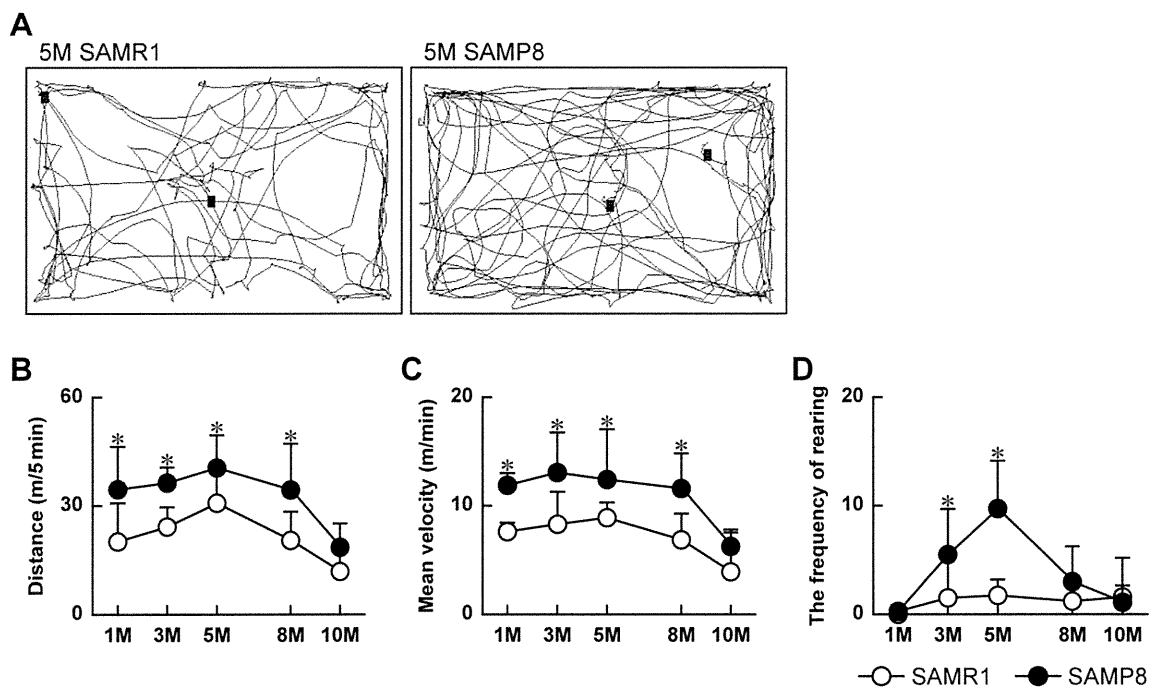 A
5M SAMR1
5M SAMP8
B
Distance (m/5 min)
60
30
0
* * * *
1M 3M 5M 8M 10M
C
Mean velocity (m/min)
20
10
0
* * * *
1M 3M 5M 8M 10M
D
The frequency of rearing
20
10
0
* *
1M 3M 5M 8M 10M
SAMR1 SAMP8